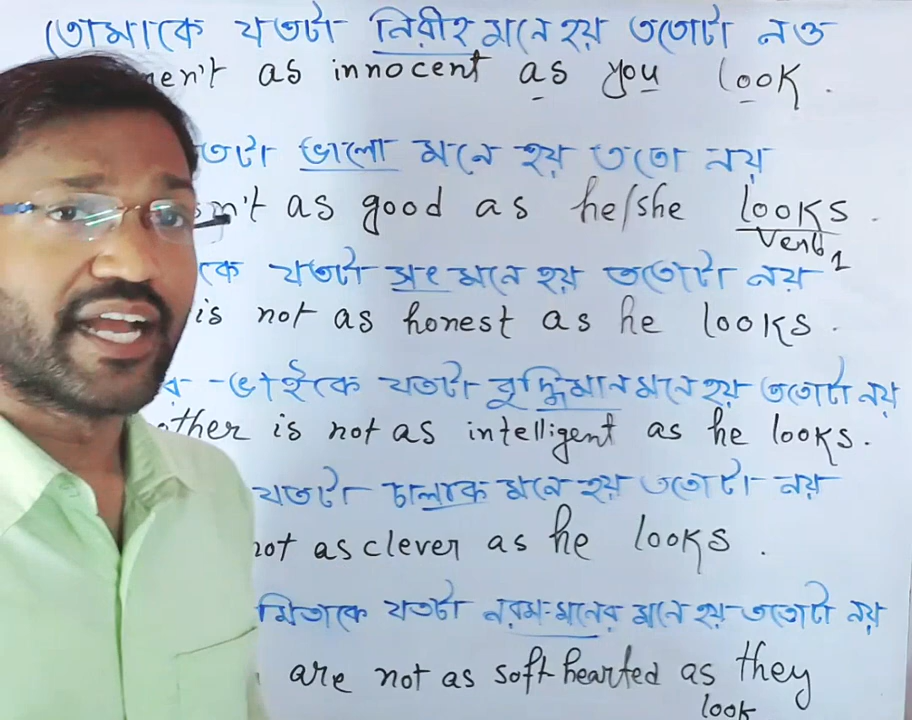 তোমাকে যতটা নিরীহ মনে হয় ততোটা নও
aren't as innocent as you look.
তটা ভালো মনে হয় ততো নয়
sn't as good as he/she looks.
Verb1
কে যতটা সৎ মনে হয় ততোটা নয়
is not as honest as he looks.
র ভাইকে যতটা বুদ্ধিমান মনে হয় ততোটা নয়
other is not as intelligent as he looks.
যতটা চালাক মনে হয় ততোটা নয়
not as clever as he looks.
মিতাকে যতটা নরম-মনের মনে হয় ততোটা নয়
are not as soft-hearted as they
look